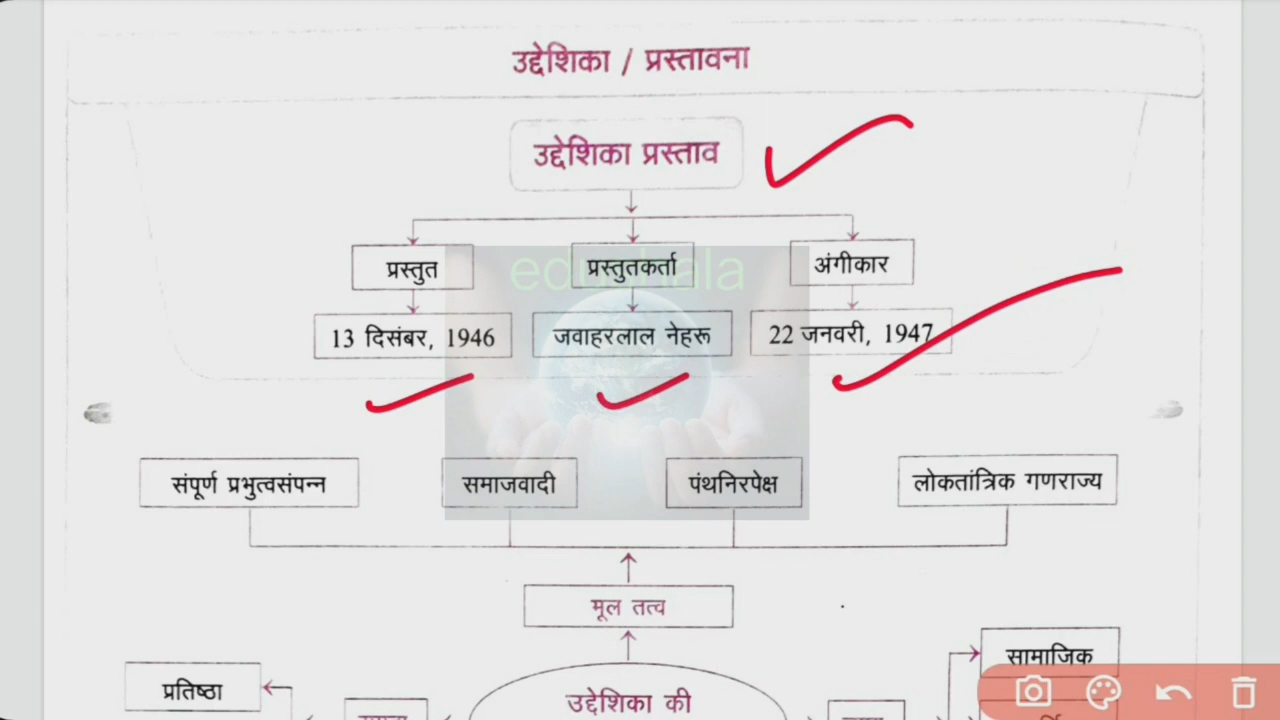 उद्देशिका / प्रस्तावना
उद्देशिका प्रस्ताव
प्रस्तुत
प्रस्तुतकर्ता
अंगीकार
13 दिसंबर, 1946
जवाहरलाल नेहरू
22 जनवरी, 1947
संपूर्ण प्रभुत्वसंपन्न
समाजवादी
पंथनिरपेक्ष
लोकतांत्रिक गणराज्य
मूल तत्व
सामाजिक
प्रतिष्ठा
उद्देशिका की